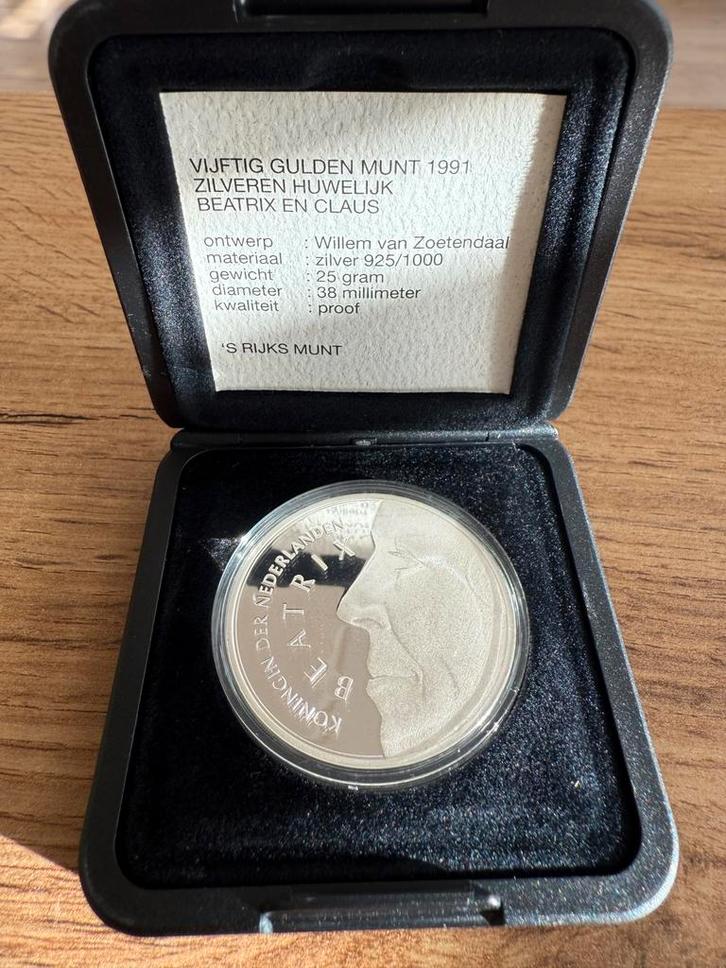 VIJFTIG GULDEN MUNT 1991
ZILVEREN HUWELIJK
BEATRIX EN CLAUS
ontwerp : Willem van Zoetendaal
materiaal : zilver 925/1000
gewicht : 25 gram
diameter : 38 millimeter
kwaliteit : proof
'S RIJKS MUNT
KONINGIN DER NEDERLANDEN
BEATRIX